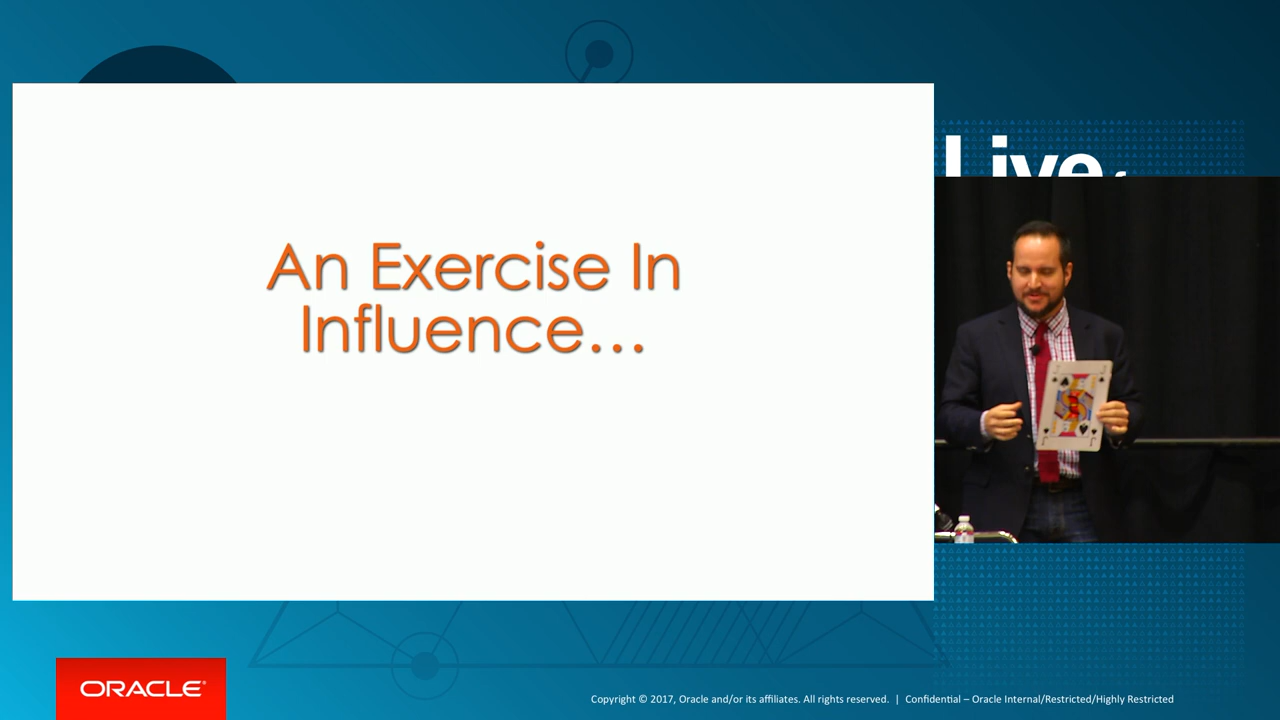 Live
An Exercise In
Influence…
J
J
ORACLE®
Copyright © 2017, Oracle and/or its affiliates. All rights reserved. | Confidential – Oracle Internal/Restricted/Highly Restricted